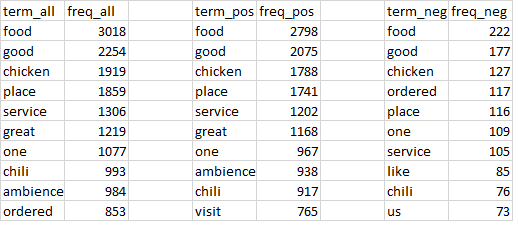 term_all freq_all term_pos freq_pos term_neg freq_neg
food 3018 food 2798 food 222
good 2254 good 2075 good 177
chicken 1919 chicken 1788 chicken 127
place 1859 place 1741 ordered 117
service 1306 service 1202 place 116
great 1219 great 1168 one 109
one 1077 one 967 service 105
chili 993 ambience 938 like 85
ambience 984 chili 917 chili 76
ordered 853 visit 765 us 73